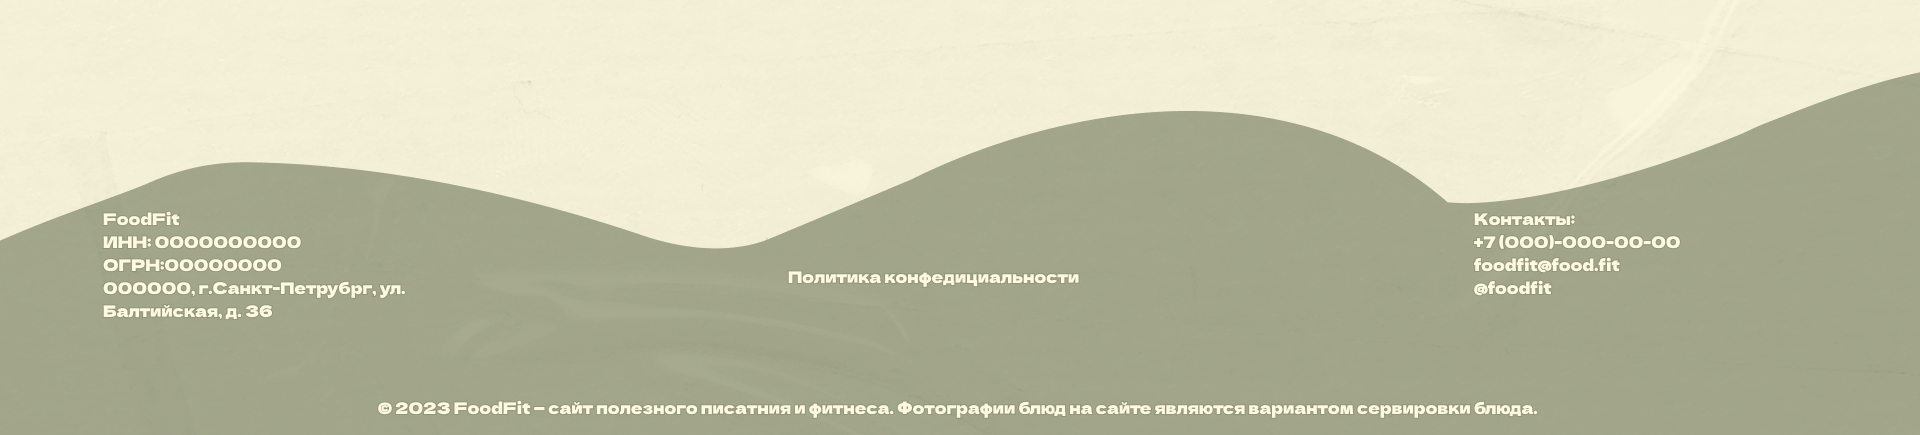 FoodFit
ИНН: 0000000000
ОГРН:00000000
000000, г.Санкт-Петрубрг, ул.
Балтийская, д. 36
Политика конфедициальности
Контакты:
+7 (000)-000-00-00
foodfit@food.fit
@foodfit
© 2023 FoodFit – сайт полезного писатния и фитнеса. Фотографии блюд на сайте являются вариантом сервировки блюда.